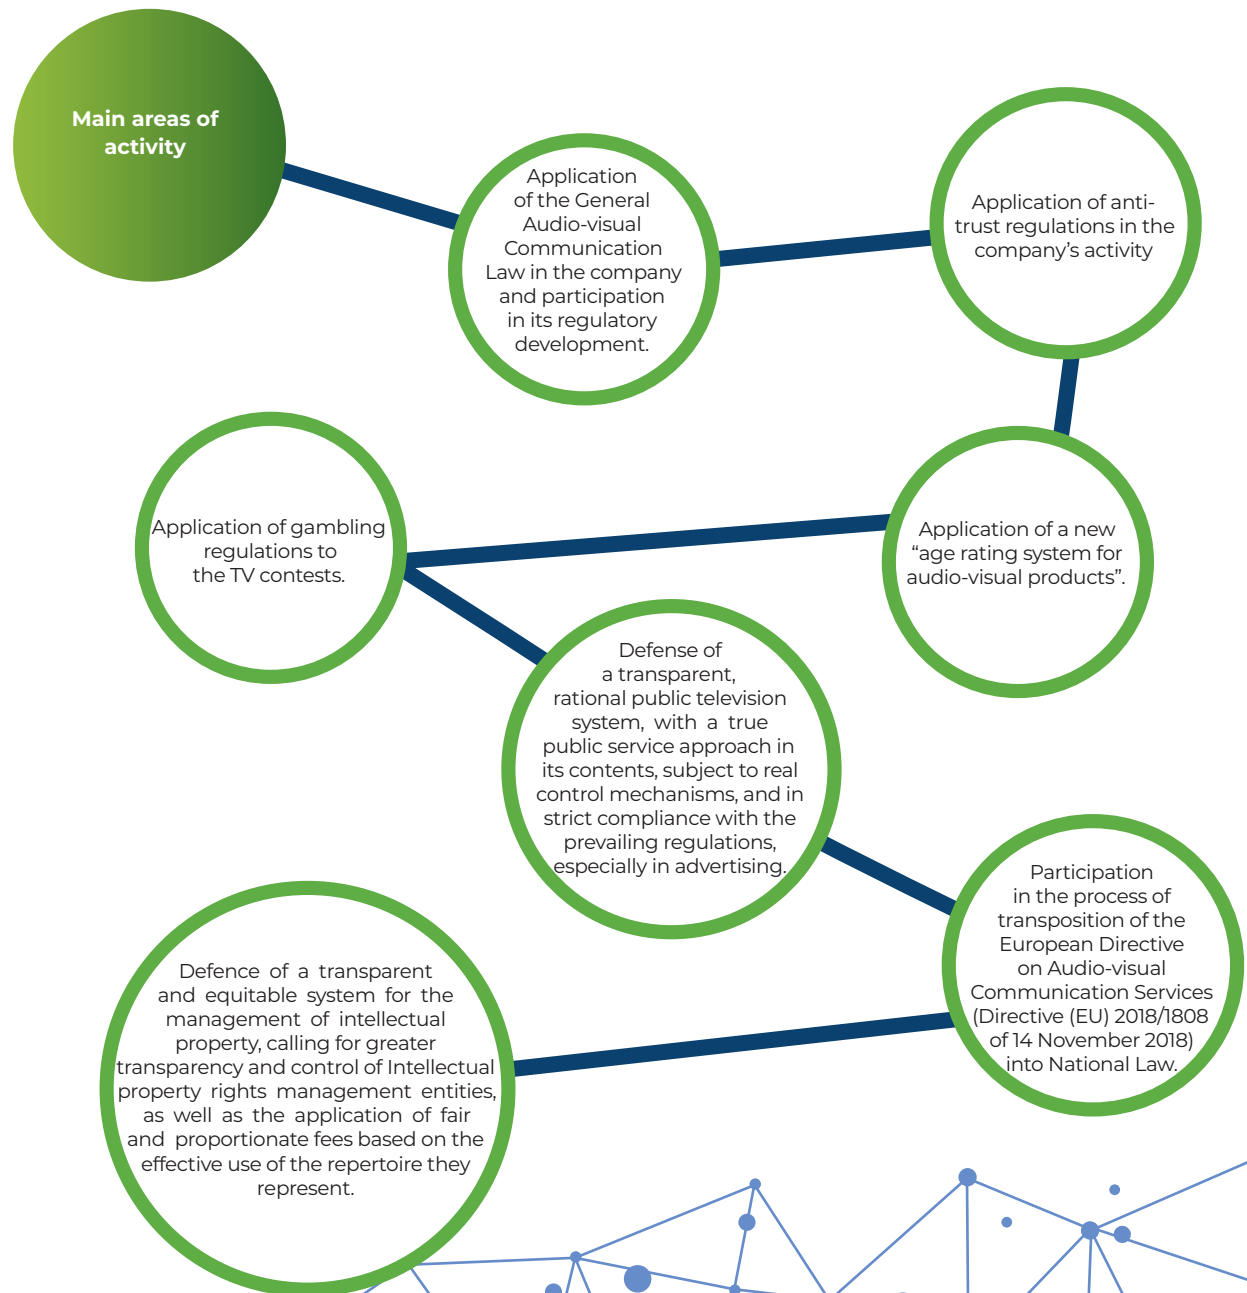 Main areas of
activity
Application
of the General
Audio-visual
Communication
Law in the company
and participation
in its regulatory
development.
Application of anti-
trust regulations in the
company’s activity
Application of a new
“age rating system for
audio-visual products”.
Application of gambling
regulations to
the TV contests.
Defense of
a transparent,
rational public television
system, with a true
public service approach in
its contents, subject to real
control mechanisms, and in
strict compliance with the
prevailing regulations,
especially in advertising.
Participation
in the process of
transposition of the
European Directive
on Audio-visual
Communication Services
(Directive (EU) 2018/1808
of 14 November 2018)
into National Law.
Defence of a transparent
and equitable system for the
management of intellectual
property, calling for greater
transparency and control of Intellectual
property rights management entities,
as well as the application of fair
and proportionate fees based on the
effective use of the repertoire they
represent.